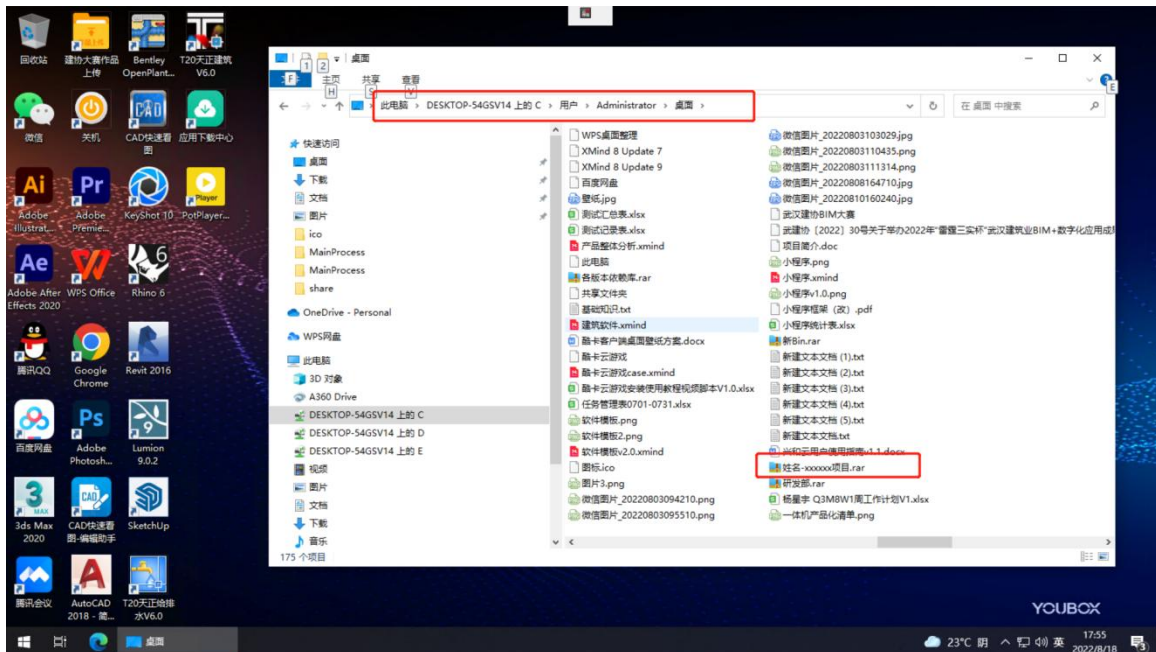 回收站
建协大赛作品
上传
Bentley
OpenPlant...
T20天正建筑
V6.0
微信
关机
CAD快速看
图
应用下载中心
Adobe
Illustrat...
Adobe
Premie...
KeyShot 10
PotPlayer...
Adobe After
Effects 2020
WPS Office
Rhino 6
腾讯QQ
Google
Chrome
Revit 2016
百度网盘
Adobe
Photosh...
Lumion
9.0.2
3ds Max
2020
CAD快速看
图-编辑助手
SketchUp
腾讯会议
AutoCAD
2018 - 简...
T20天正给排
水V6.0
桌面
主页 共享 查看
此电脑 > DESKTOP-54GSV14 上的 C > 用户 > Administrator > 桌面 >
在 桌面 中搜索
快速访问
桌面
下载
文档
图片
ico
MainProcess
MainProcess
share
OneDrive - Personal
WPS网盘
此电脑
3D 对象
A360 Drive
DESKTOP-54GSV14 上的 C
DESKTOP-54GSV14 上的 D
DESKTOP-54GSV14 上的 E
视频
图片
文档
下载
音乐
WPS桌面整理
XMind 8 Update 7
XMind 8 Update 9
百度网盘
壁纸.jpg
测试汇总表.xlsx
测试记录表.xlsx
产品整体分析.xmind
此电脑
各版本依赖库.rar
共享文件夹
基础知识.txt
建筑软件.xmind
酷卡客户端桌面壁纸方案.docx
酷卡云游戏
酷卡云游戏case.xmind
酷卡云游戏安装使用教程视频脚本V1.0.xlsx
任务管理表0701-0731.xlsx
软件模板.png
软件模板2.png
软件模板v2.0.xmind
图标.ico
图片3.png
微信图片_20220803094210.png
微信图片_20220803095510.png
微信图片_20220803103029.jpg
微信图片_20220803110435.png
微信图片_20220803111314.png
微信图片_20220808164710.jpg
微信图片_20220810160240.jpg
武汉建协BIM大赛
武建协〔2022〕30号关于举办2022年“雷霆三实杯”武汉建筑业BIM+数字化应用成
项目简介.doc
小程序.png
小程序.xmind
小程序v1.0.png
小程序框架（改）.pdf
小程序统计表.xlsx
新Bin.rar
新建文本文档 (1).txt
新建文本文档 (2).txt
新建文本文档 (3).txt
新建文本文档 (4).txt
新建文本文档 (5).txt
新建文本文档.txt
兴和云用户使用指南v1.1.docx
姓名-xxxxxx项目.rar
研发部.rar
杨星宇 Q3M8W1周工作计划V1.xlsx
一体机产品化清单.png
175 个项目
YOUBOX
桌面
23°C 阴
英
17:55
2022/8/18